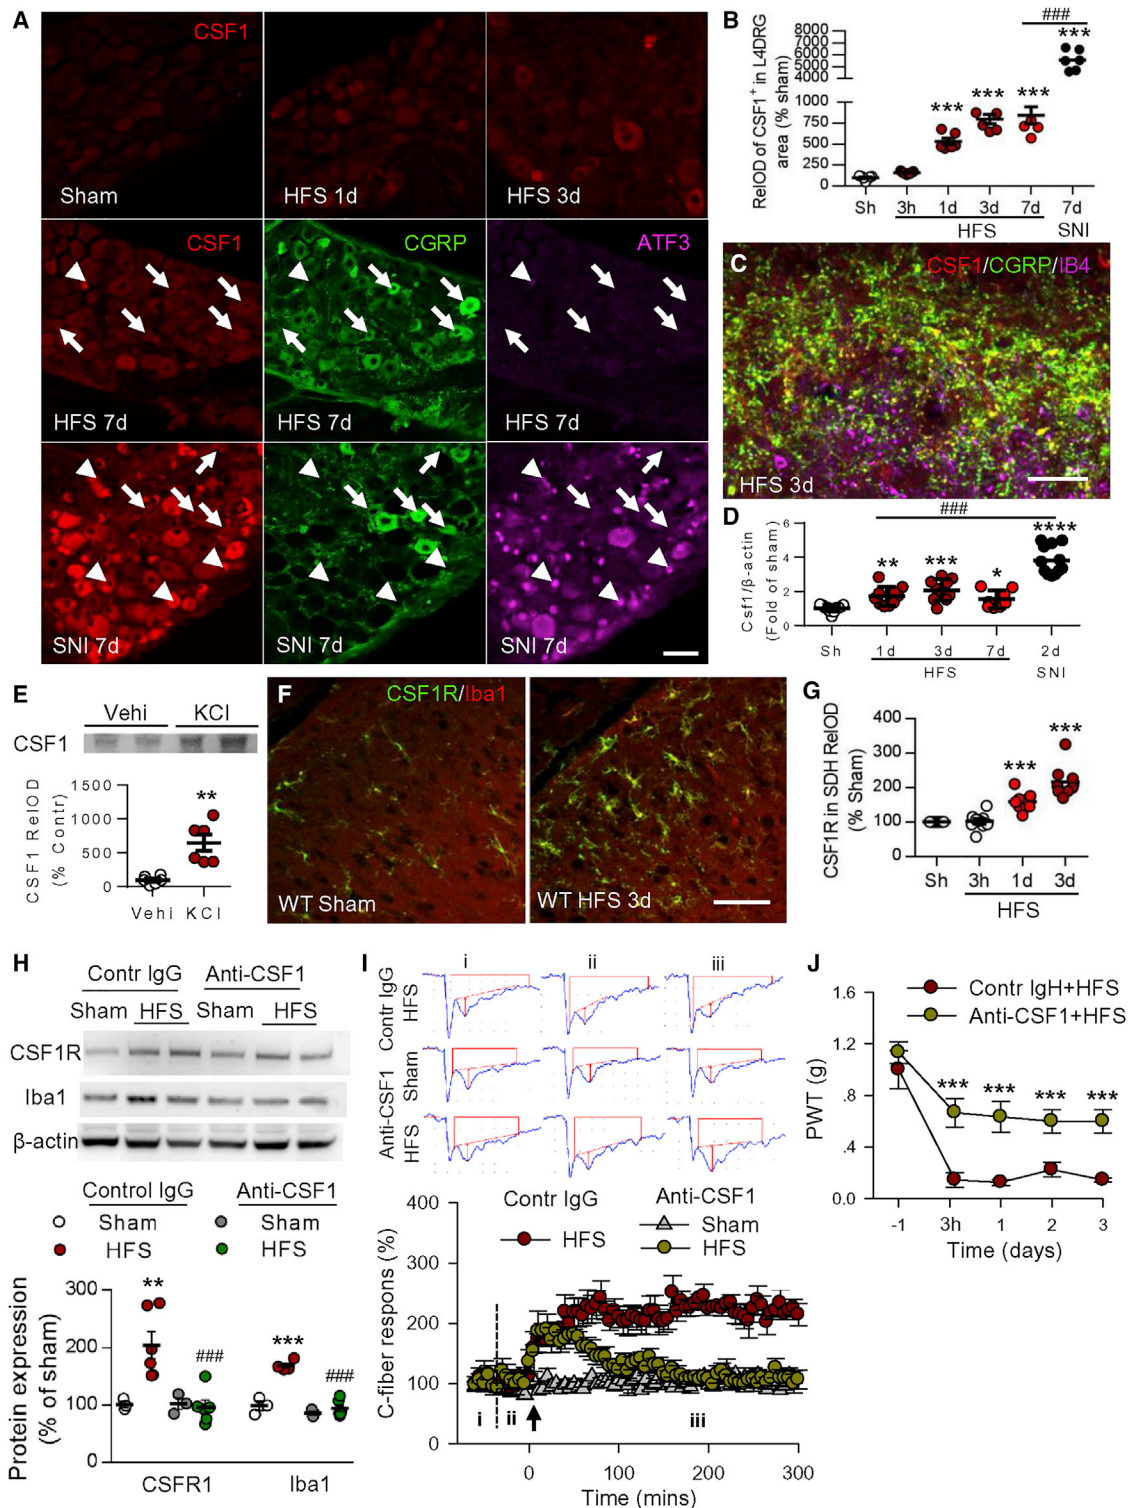 A
CSF1
Sham
HFS 1d
HFS 3d
CSF1
CGRP
ATF3
HFS 7d
HFS 7d
HFS 7d
SNI 7d
SNI 7d
SNI 7d
B
RelOD of CSF1+ in L4DRG
area (% sham)
8000
7000
6000
5000
4000
1000
750
500
250
0
***
***
***
###
***
Sh
3h
1d
3d
7d
7d
HFS
SNI
C
CSF1/CGRP/IB4
HFS 3d
D
Csf1/β-actin
(Fold of sham)
6
4
2
0
###
**
***
*
****
Sh
1d
3d
7d
2d
HFS
SNI
E
Vehi
KCl
CSF1
CSF1 RelOD
(% Contr)
1500
1000
500
0
**
Vehi
KCl
F
CSF1R/Iba1
WT Sham
WT HFS 3d
G
CSF1R in SDH RelOD
(% Sham)
400
300
200
100
0
***
***
Sh
3h
1d
3d
HFS
H
Contr IgG
Anti-CSF1
Sham
HFS
Sham
HFS
CSF1R
Iba1
β-actin
Control IgG
Anti-CSF1
Sham
Sham
HFS
HFS
Protein expression
(% of sham)
300
200
100
0
**
###
***
###
CSFR1
Iba1
I
i
ii
iii
Contr IgG
HFS
Anti-CSF1
Sham
HFS
Contr IgG
Anti-CSF1
HFS
Sham
HFS
C-fiber respons (%)
400
300
200
100
0
i
ii
iii
0
100
200
300
Time (mins)
J
Contr IgH+HFS
Anti-CSF1+HFS
PWT (g)
1.6
1.2
.8
.4
0.0
***
***
***
***
-1
3h
1
2
3
Time (days)